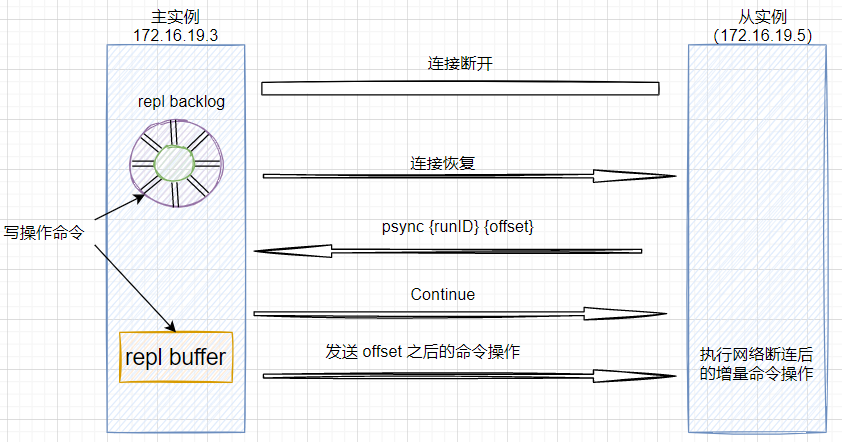 主实例
172.16.19.3
从实例
（172.16.19.5）
连接断开
repl backlog
连接恢复
写操作命令
psync {runID} {offset}
Continue
repl buffer
发送 offset 之后的命令操作
执行网络断连后
的增量命令操作